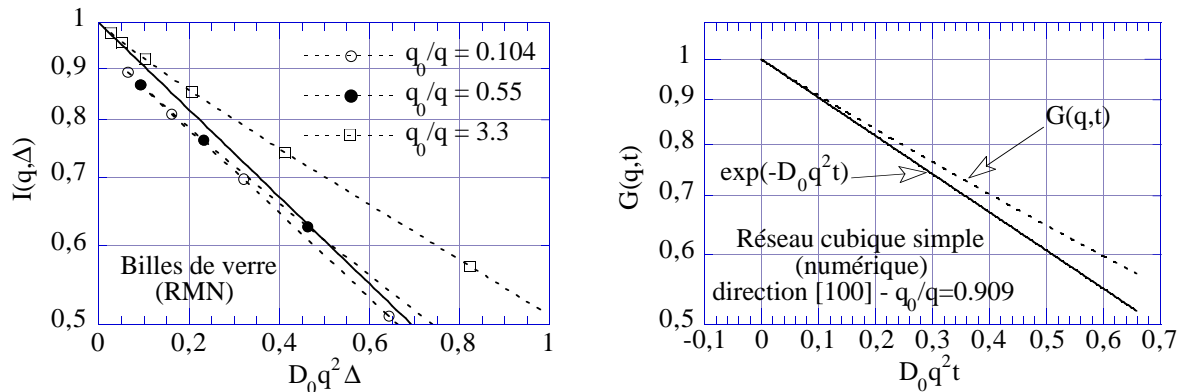 1
0,9
0,8
0,7
0,6
0,5
I(q,Δ)
q₀/q = 0.104
q₀/q = 0.55
q₀/q = 3.3
Billes de verre
(RMN)
0
0,2
0,4
0,6
0,8
1
D₀q²Δ
1
0,9
0,8
0,7
0,6
0,5
G(q,t)
G(q,t)
exp(-D₀q²t)
Réseau cubique simple
(numérique)
direction [100] - q₀/q=0.909
-0,1
0
0,1
0,2
0,3
0,4
0,5
0,6
0,7
D₀q²t